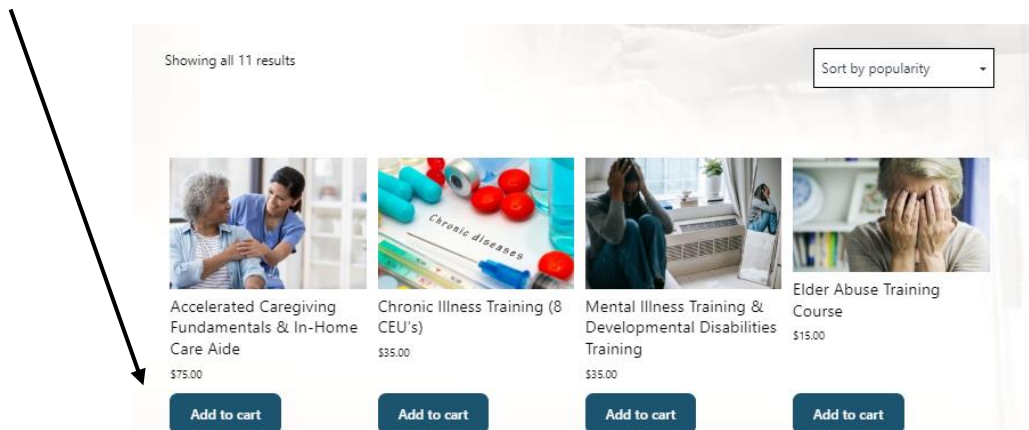 Showing all 11 results
Sort by popularity
Chronic diseases
Accelerated Caregiving
Fundamentals & In-Home
Care Aide
$75.00
Add to cart
Chronic Illness Training (8
CEU's)
$35.00
Add to cart
Mental Illness Training &
Developmental Disabilities
Training
$35.00
Add to cart
Elder Abuse Training
Course
$15.00
Add to cart